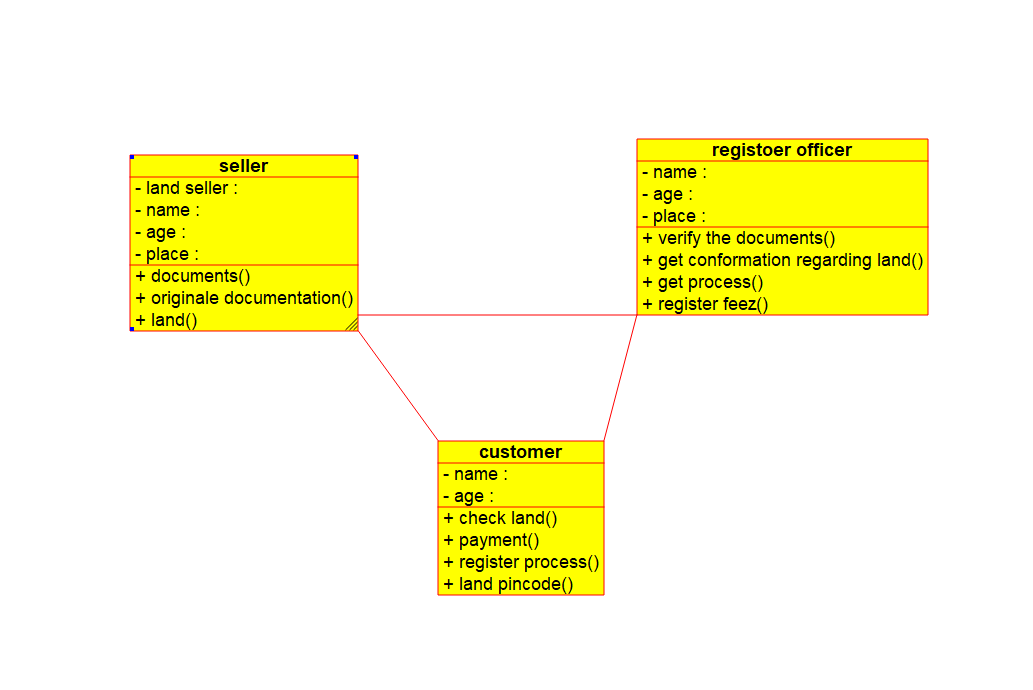 seller
- land seller :
- name :
- age :
- place :
+ documents()
+ originale documentation()
+ land()
registoer officer
- name :
- age :
- place :
+ verify the documents()
+ get conformation regarding land()
+ get process()
+ register feez()
customer
- name :
- age :
+ check land()
+ payment()
+ register process()
+ land pincode()